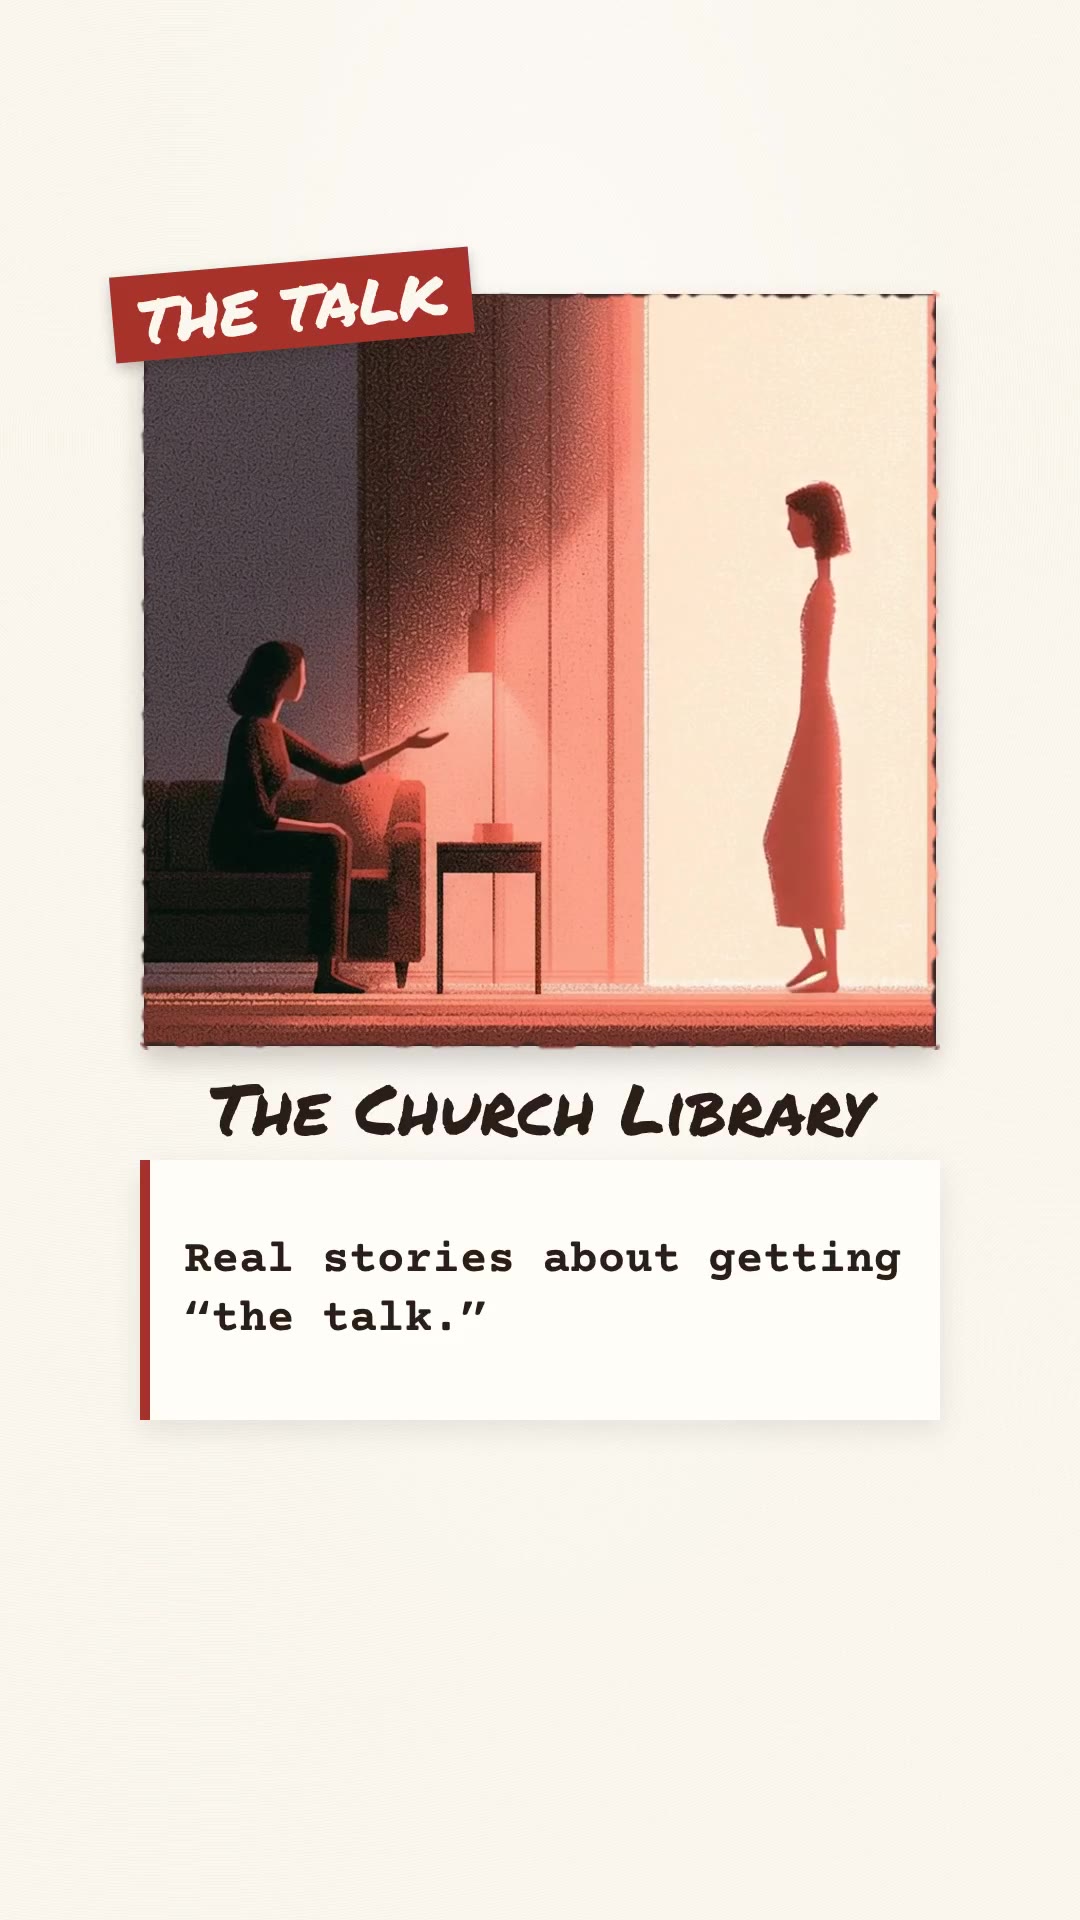 THE TALK
The Church Library
Real stories about getting
“the talk.”